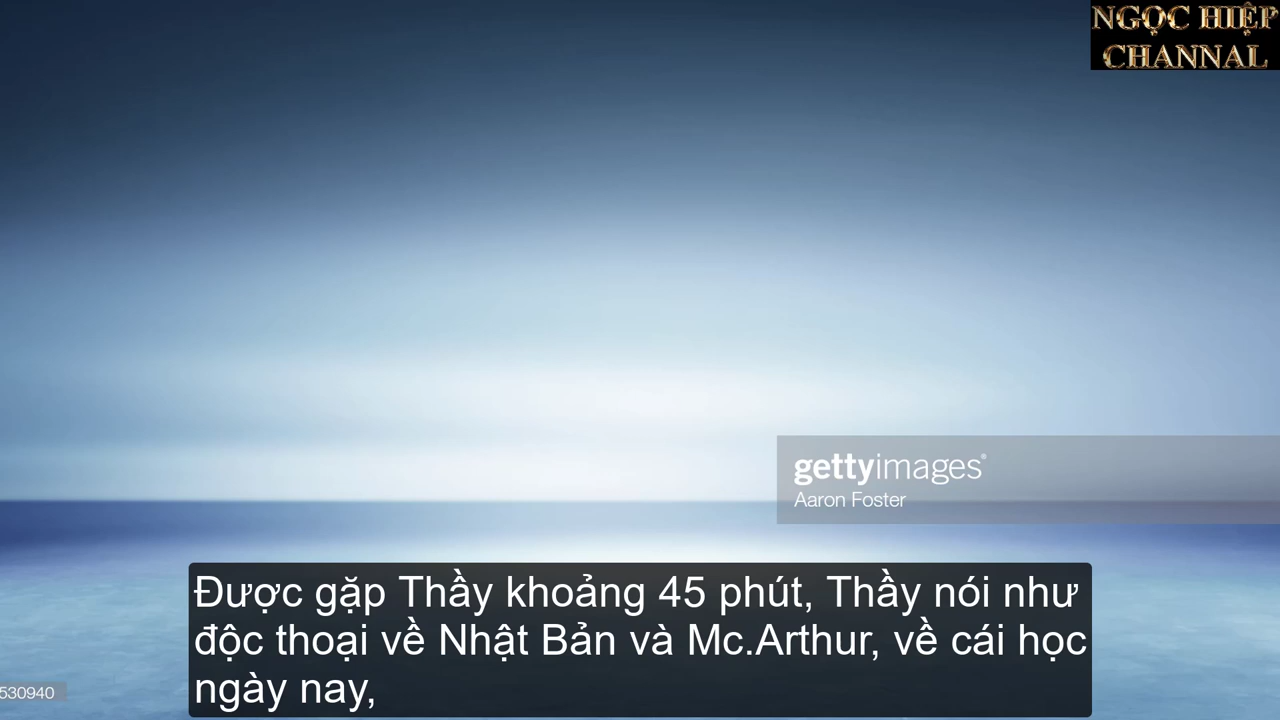 NGỌC HIỆP
CHANNAL
gettyimages®
Aaron Foster
Được gặp Thầy khoảng 45 phút, Thầy nói như
độc thoại về Nhật Bản và Mc.Arthur, về cái học
ngày nay,
530940